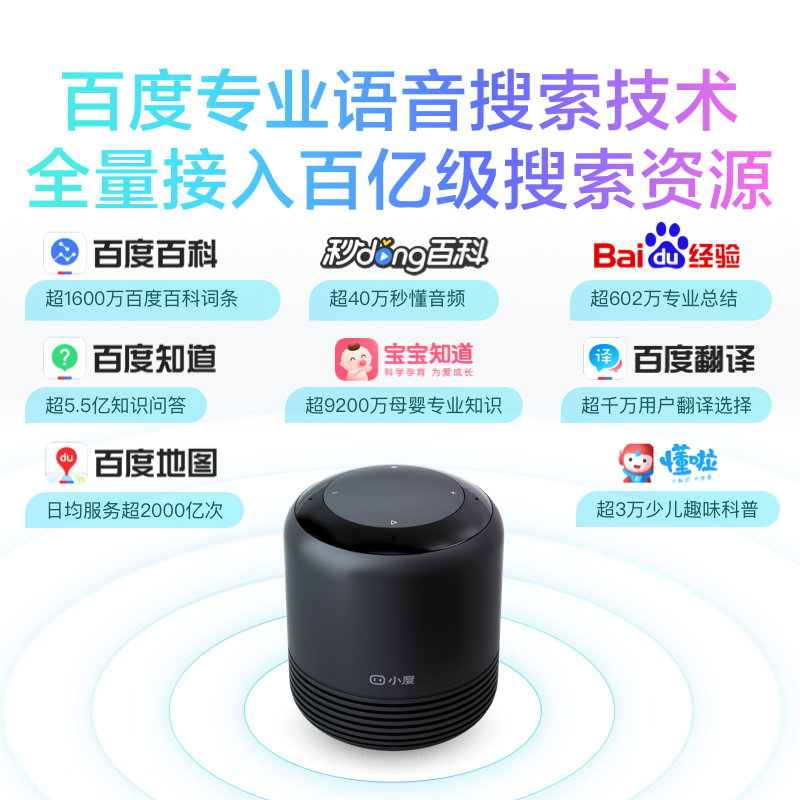 百度专业语音搜索技术
全量接入百亿级搜索资源
百度百科
秒dǒng百科
Bai du 经验
超1600万百度百科词条
超40万秒懂音频
超602万专业总结
?
百度知道
宝宝知道
科学孕育 为爱成长
译
百度翻译
超5.5亿知识问答
超9200万母婴专业知识
超千万用户翻译选择
du
百度地图
懂啦
日均服务超2000亿次
超3万少儿趣味科普
小度